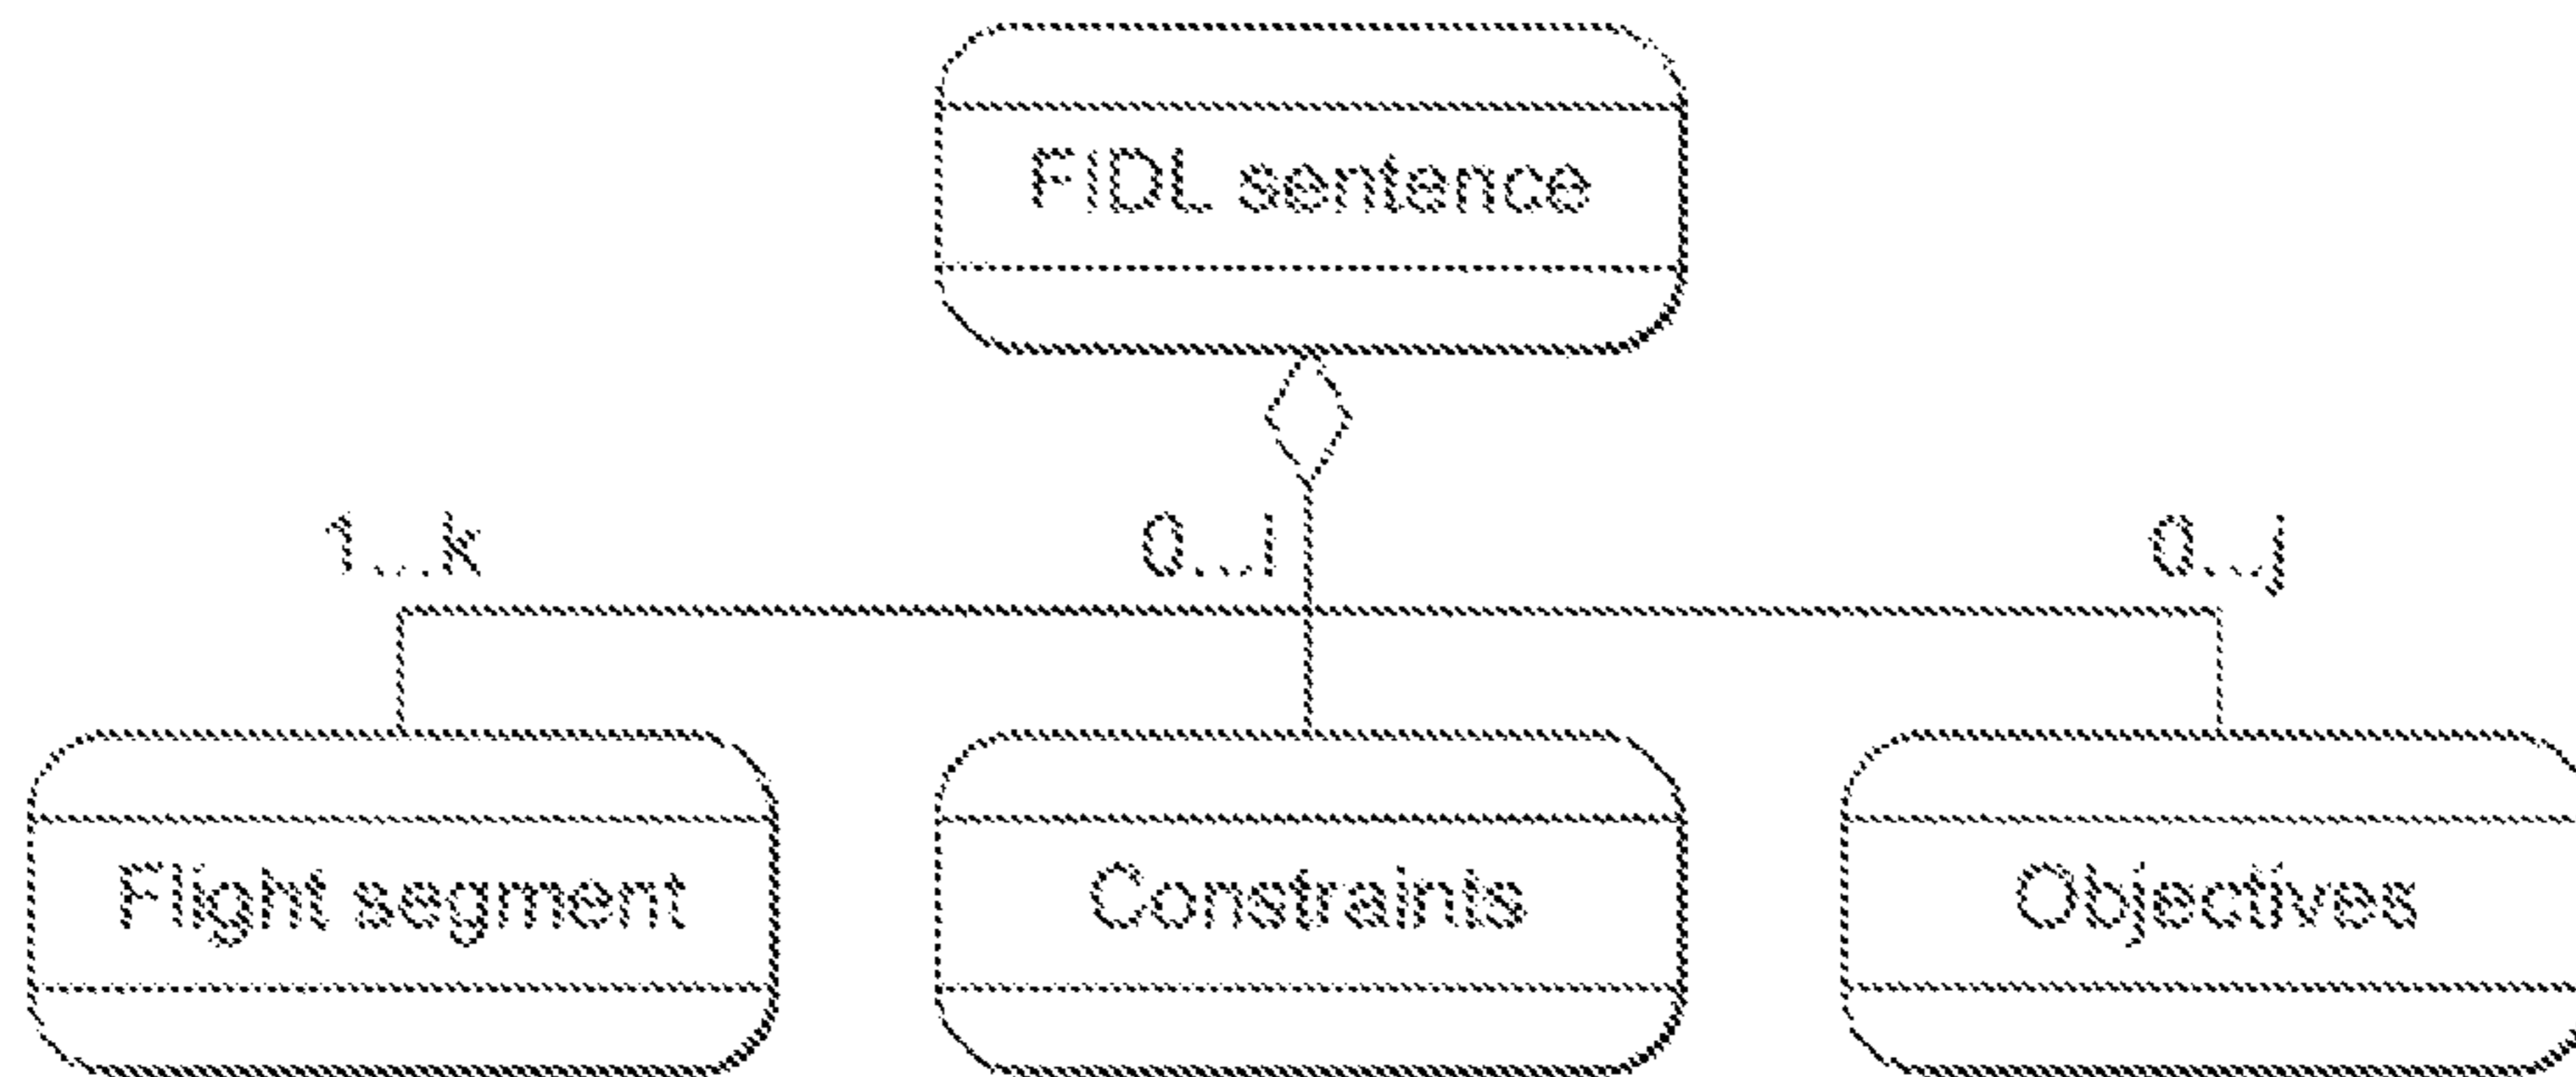 FIDL sentence
1...k
0...i
0...j
Flight segment
Constraints
Objectives